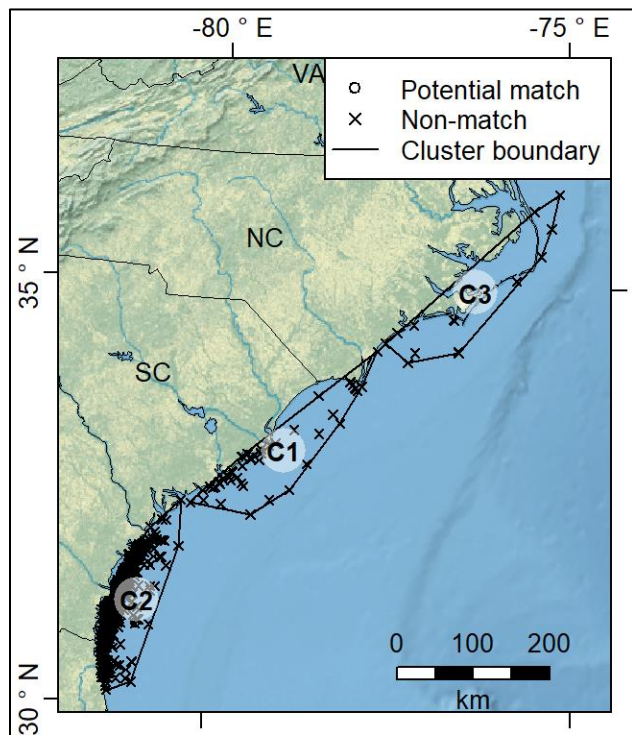 -80 ° E
-75 ° E
VA
Potential match
Non-match
Cluster boundary
NC
35 ° N
C3
SC
C1
C2
0
100
200
km
30 ° N